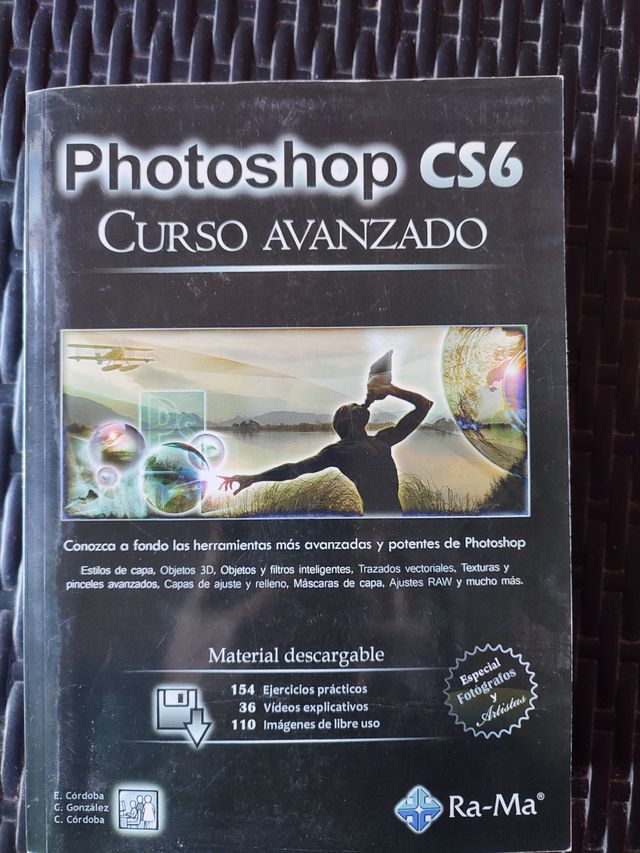 Photoshop CS6
CURSO AVANZADO
Ps
Conozca a fondo las herramientas más avanzadas y potentes de Photoshop
Estilos de capa, Objetos 3D, Objetos y filtros inteligentes, Trazados vectoriales, Texturas y
pinceles avanzados, Capas de ajuste y relleno, Máscaras de capa, Ajustes RAW y mucho más.
Material descargable
154 Ejercicios prácticos
36 Vídeos explicativos
110 Imágenes de libre uso
Especial
Fotógrafos
y
Artistas
E. Córdoba
G. González
C. Córdoba
Ra-Ma®